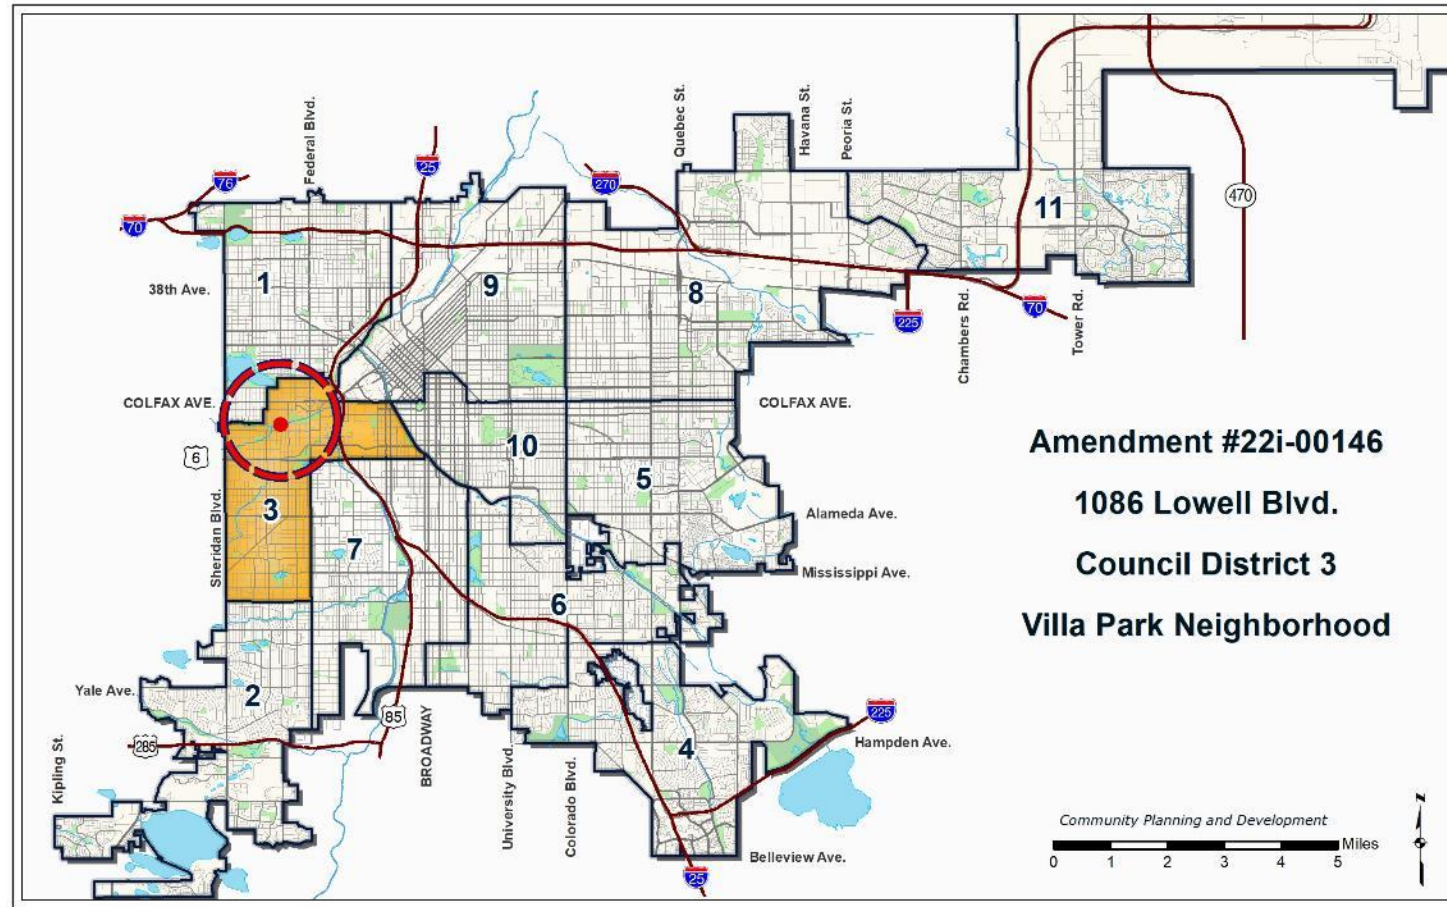 Federal Blvd.
Quebec St.
Havana St.
Peoria St.
76
25
270
70
470
11
1
9
8
38th Ave.
225
70
Chambers Rd.
Tower Rd.
COLFAX AVE.
COLFAX AVE.
6
10
5
Sheridan Blvd.
3
7
Alameda Ave.
Mississippi Ave.
6
Amendment #22i-00146
1086 Lowell Blvd.
Council District 3
Villa Park Neighborhood
Yale Ave.
2
85
285
BROADWAY
225
4
Hampden Ave.
Kipling St.
University Blvd.
Colorado Blvd.
Belleview Ave.
25
Community Planning and Development
Miles
0 1 2 3 4 5
z